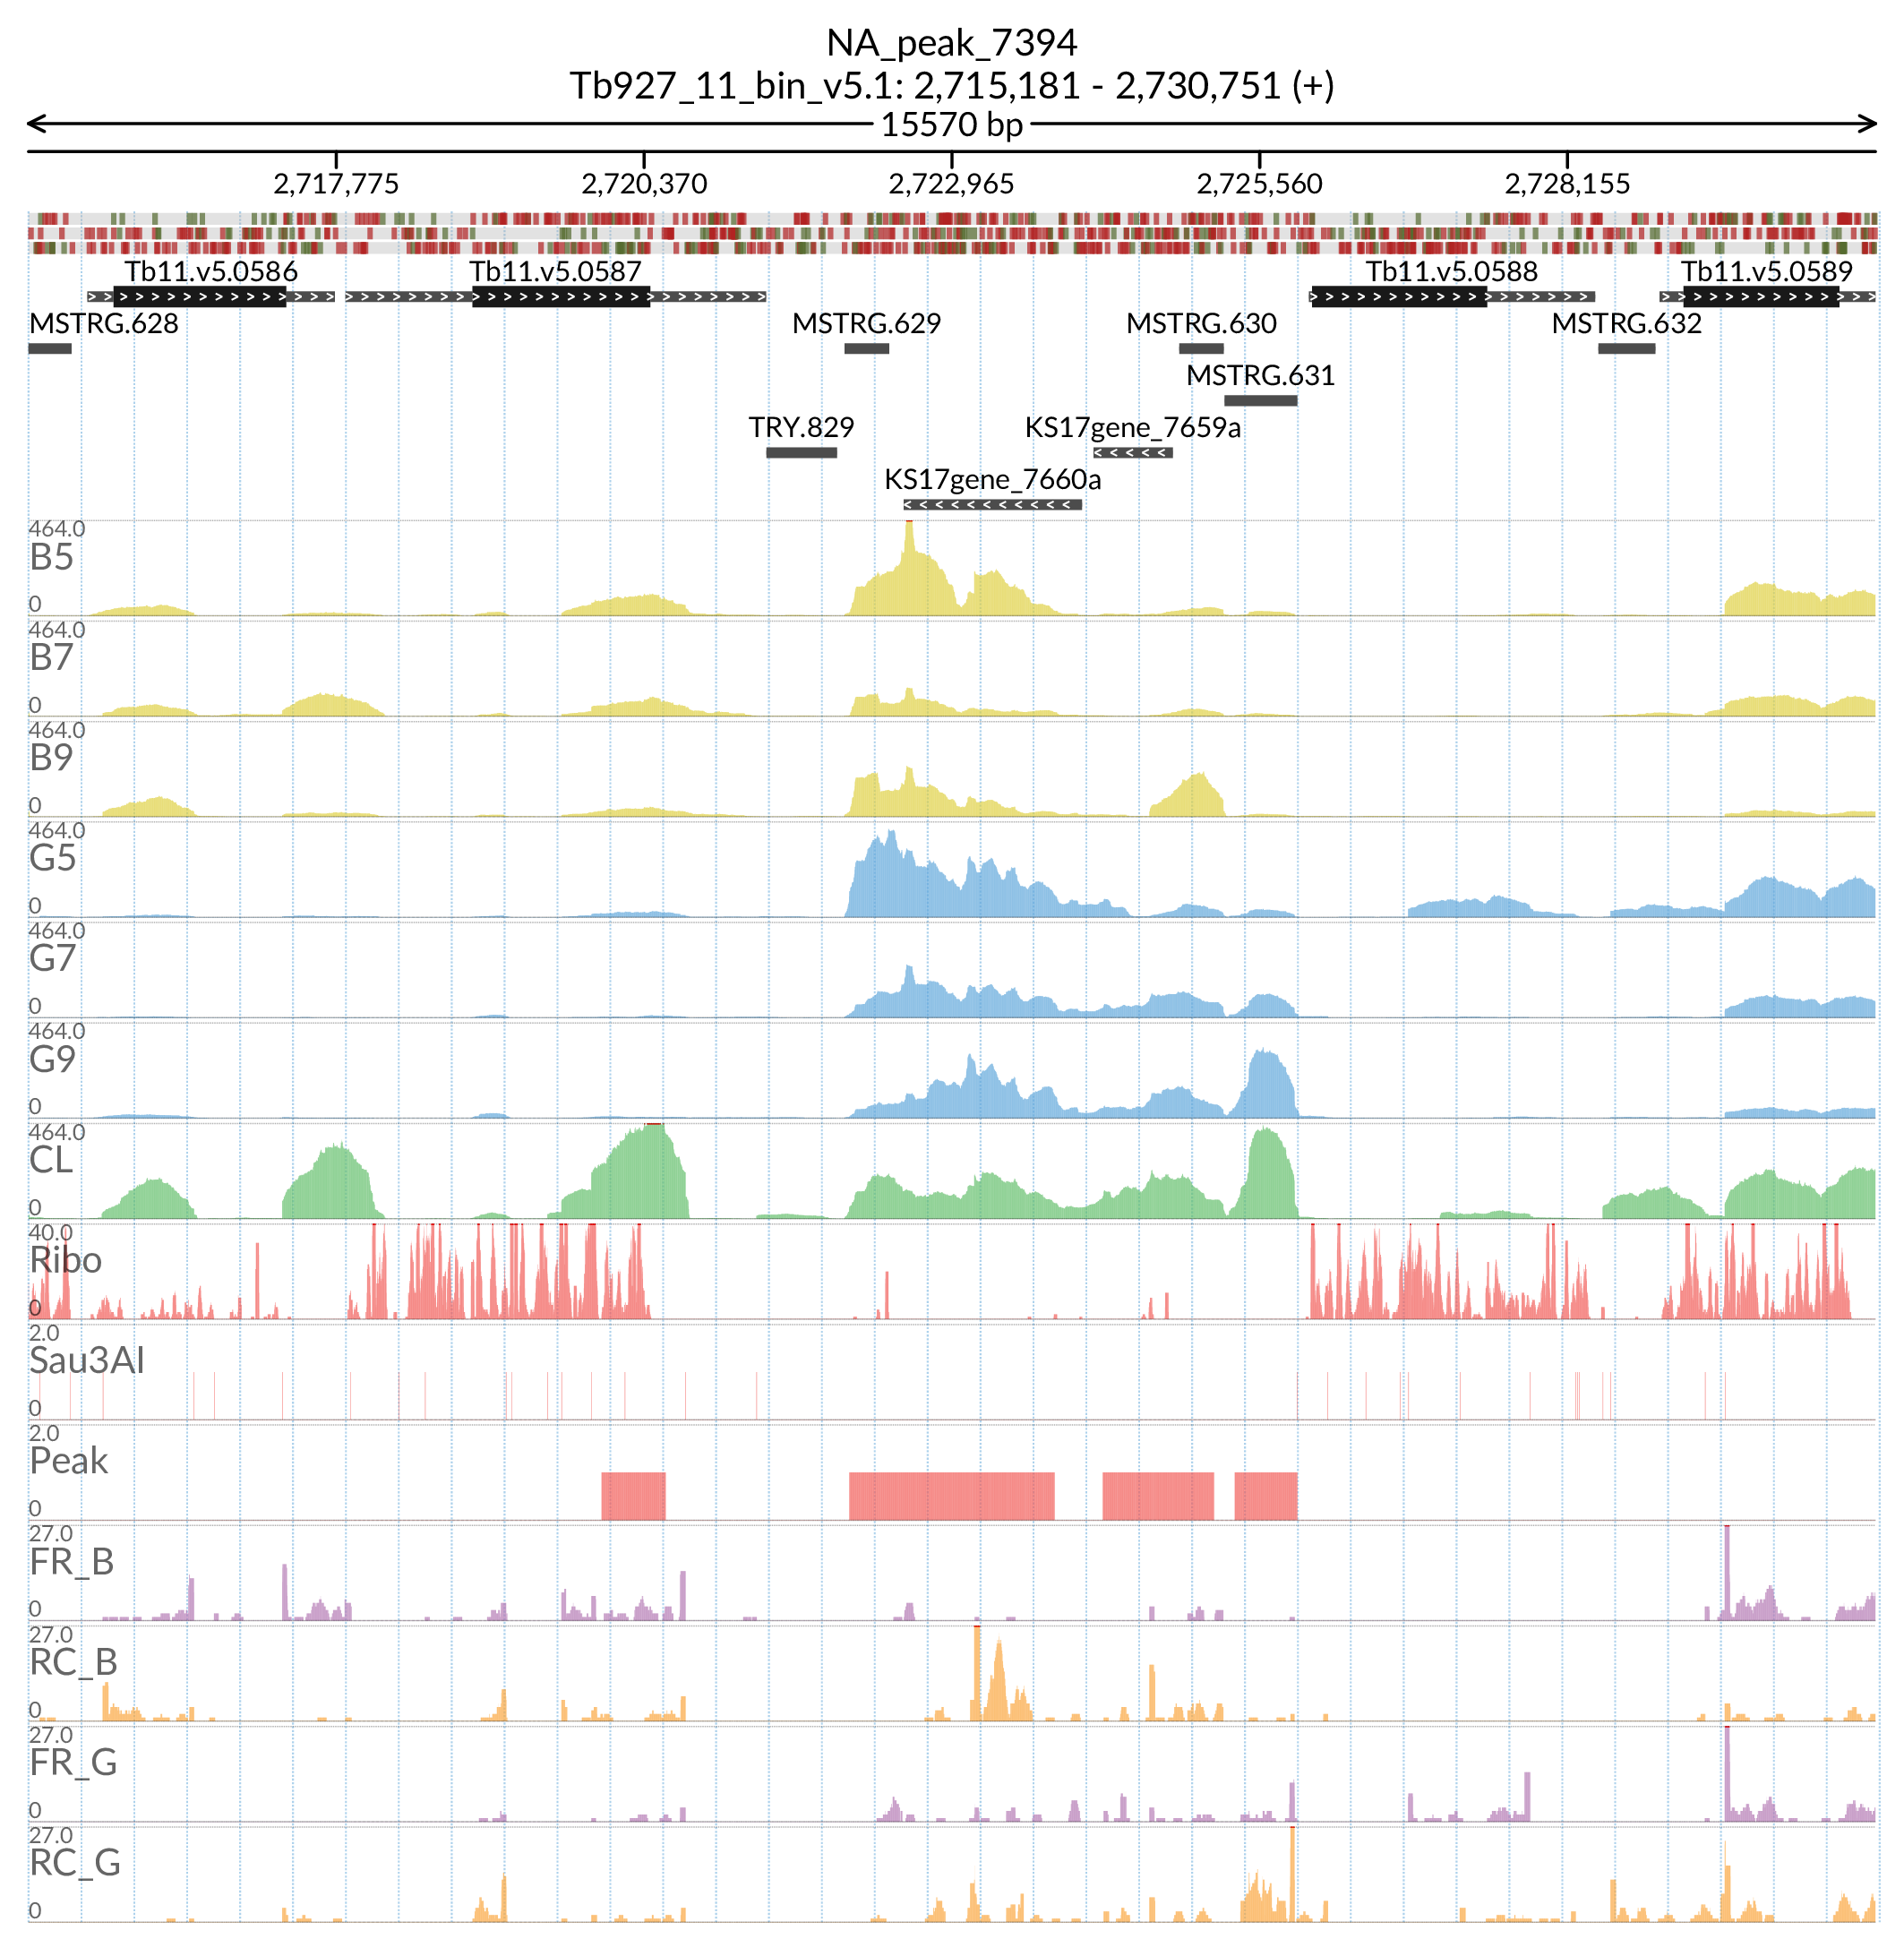 NA_peak_7394
Tb927_11_bin_v5.1: 2,715,181 - 2,730,751 (+)
15570 bp
2,717,775 2,720,370 2,722,965 2,725,560 2,728,155
Tb11.v5.0586 Tb11.v5.0587 Tb11.v5.0588 Tb11.v5.0589
MSTRG.628 MSTRG.629 MSTRG.630 MSTRG.632
MSTRG.631
TRY.829 KS17gene_7659a
KS17gene_7660a
464.0
B5
0
464.0
B7
0
464.0
B9
0
464.0
G5
0
464.0
G7
0
464.0
G9
0
464.0
CL
0
40.0
Ribo
0
2.0
Sau3AI
0
2.0
Peak
0
27.0
FR_B
0
27.0
RC_B
0
27.0
FR_G
0
27.0
RC_G
0